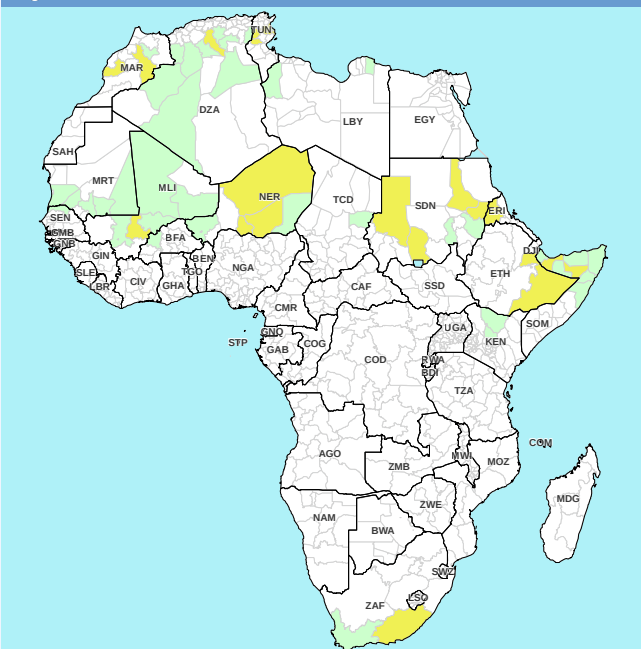 TUN
MAR
DZA
LBY
EGY
SAH
MRT
MLI
NER
TCD
SDN
ERI
SEN
GMB
GNB
BFA
DJI
GIN
BEN
NGA
ETH
SLE
TGO
CIV
GHA
LBR
CAF
SSD
CMR
SOM
GNQ
UGA
STP
GAB
COG
KEN
COD
RWA
BDI
TZA
COM
AGO
MWI
MOZ
ZMB
MDG
NAM
ZWE
BWA
SWZ
LSO
ZAF